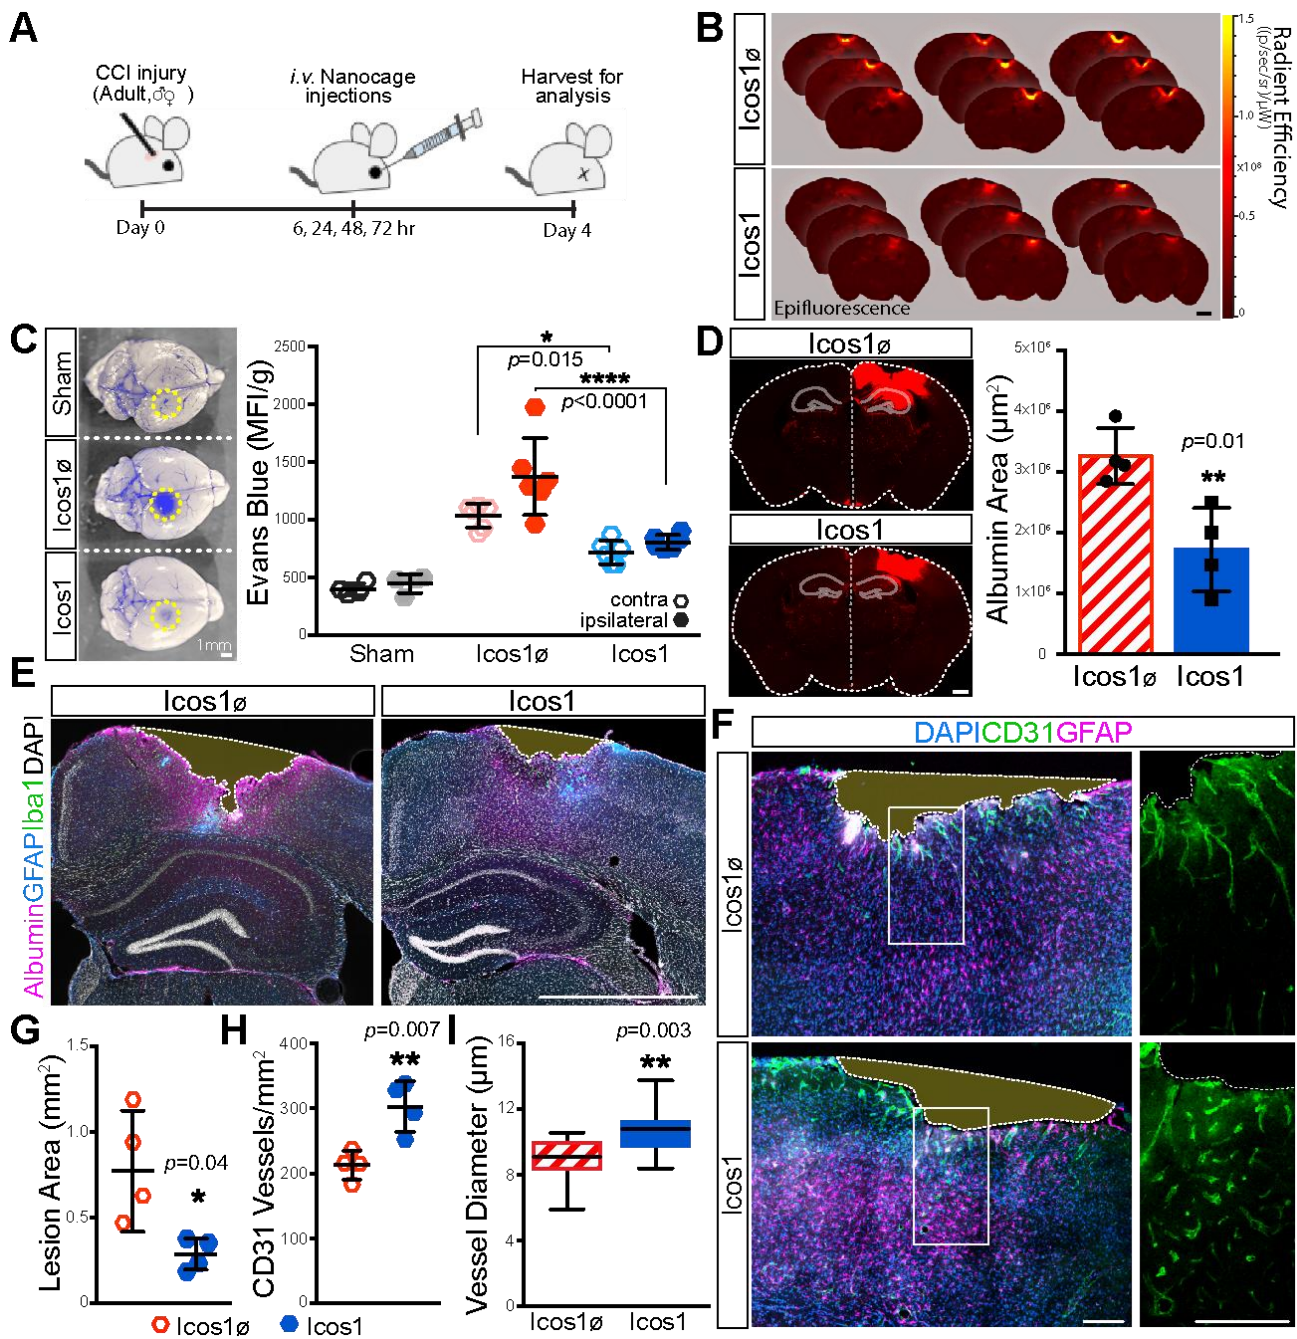 A
CCI injury
(Adult,♂♀)
i.v. Nanocage
injections
Harvest for
analysis
Day 0
6, 24, 48, 72 hr
Day 4
B
Icos1ø
Icos1
Epifluorescence
1.5
1.0
x10⁶
0.5
0
Radient Efficiency
((p/sec/sr)/µW)
C
Sham
Icos1ø
Icos1
1mm
Evans Blue (MFI/g)
2500
2000
1500
1000
500
0
*
p=0.015
****
p<0.0001
contra
ipsilateral
Sham
Icos1ø
Icos1
D
Icos1ø
Icos1
Albumin Area (µm²)
5x10⁶
4x10⁶
3x10⁶
2x10⁶
1x10⁶
0
p=0.01
**
Icos1ø
Icos1
E
Icos1ø
Icos1
AlbuminGFAPIba1DAPI
F
DAPICD31GFAP
Icos1ø
Icos1
G
Lesion Area (mm²)
1.5
1.0
0.5
0
p=0.04
*
H
CD31 Vessels/mm²
400
300
200
100
0
p=0.007
**
I
Vessel Diameter (µm)
16
12
8
4
0
p=0.003
**
Icos1ø
Icos1
Icos1ø
Icos1